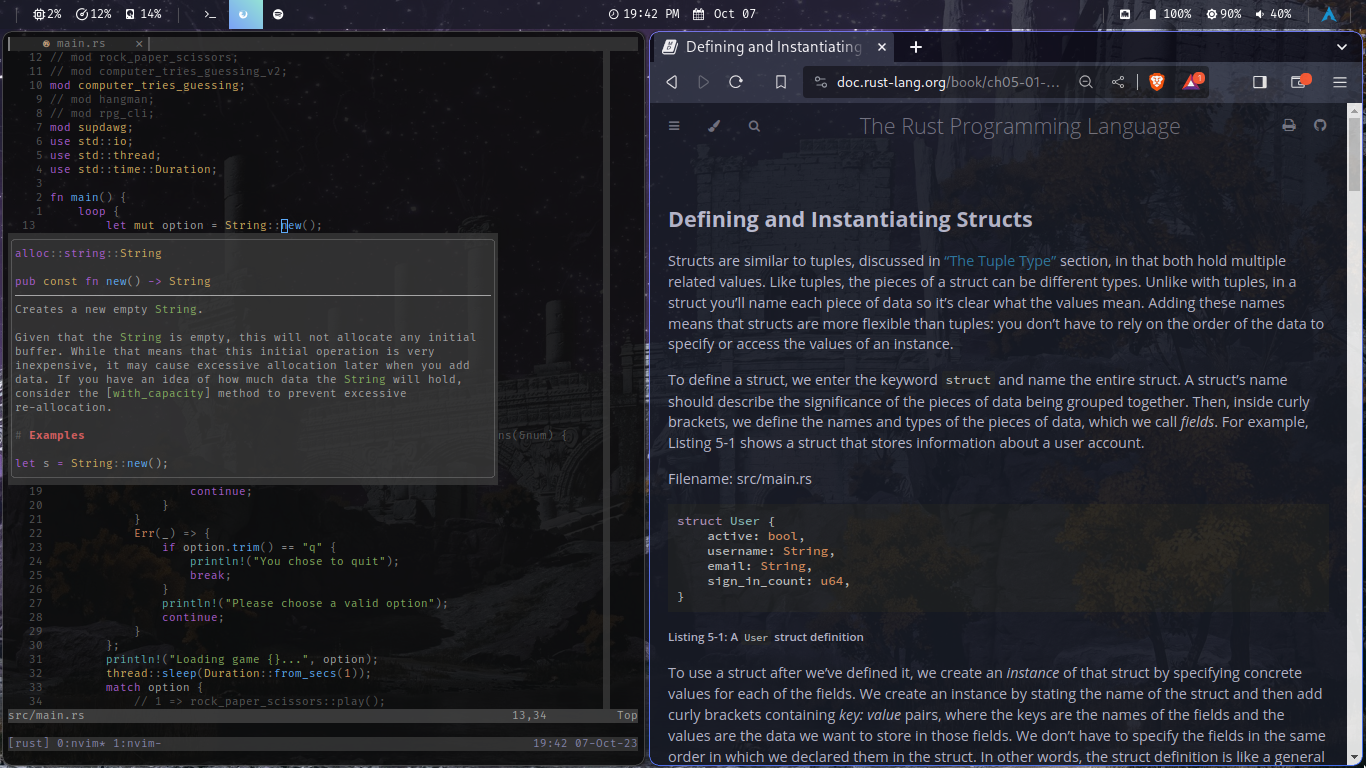 2% 12% 14% 19:42 PM Oct 07 100% 90% 40%
main.rs ×
12 // mod rock_paper_scissors;
11 // mod computer_tries_guessing_v2;
10 mod computer_tries_guessing;
9 // mod hangman;
8 // mod rpg_cli;
7 mod supdawg;
6 use std::io;
5 use std::thread;
4 use std::time::Duration;
3
2 fn main() {
1 loop {
13 let mut option = String::new();
alloc::string::String
pub const fn new() -> String
Creates a new empty String.
Given that the String is empty, this will not allocate any initial
buffer. While that means that this initial operation is very
inexpensive, it may cause excessive allocation later when you add
data. If you have an idea of how much data the String will hold,
consider the [with_capacity] method to prevent excessive
re-allocation.
# Examples
ns(&num) {
let s = String::new();
19 continue;
20 }
21 }
22 Err(_) => {
23 if option.trim() == "q" {
24 println!("You chose to quit");
25 break;
26 }
27 println!("Please choose a valid option");
28 continue;
29 }
30 };
31 println!("Loading game {}...", option);
32 thread::sleep(Duration::from_secs(1));
33 match option {
34 // 1 => rock_paper_scissors::play();
src/main.rs 13,34 Top
[rust] 0:nvim* 1:nvim- 19:42 07-Oct-23
Defining and Instantiating × +
doc.rust-lang.org/book/ch05-01-... 1
The Rust Programming Language
Defining and Instantiating Structs
Structs are similar to tuples, discussed in “The Tuple Type” section, in that both hold multiple
related values. Like tuples, the pieces of a struct can be different types. Unlike with tuples, in a
struct you’ll name each piece of data so it’s clear what the values mean. Adding these names
means that structs are more flexible than tuples: you don’t have to rely on the order of the data to
specify or access the values of an instance.
To define a struct, we enter the keyword struct and name the entire struct. A struct’s name
should describe the significance of the pieces of data being grouped together. Then, inside curly
brackets, we define the names and types of the pieces of data, which we call fields. For example,
Listing 5-1 shows a struct that stores information about a user account.
Filename: src/main.rs
struct User {
active: bool,
username: String,
email: String,
sign_in_count: u64,
}
Listing 5-1: A User struct definition
To use a struct after we’ve defined it, we create an instance of that struct by specifying concrete
values for each of the fields. We create an instance by stating the name of the struct and then add
curly brackets containing key: value pairs, where the keys are the names of the fields and the
values are the data we want to store in those fields. We don’t have to specify the fields in the same
order in which we declared them in the struct. In other words, the struct definition is like a general